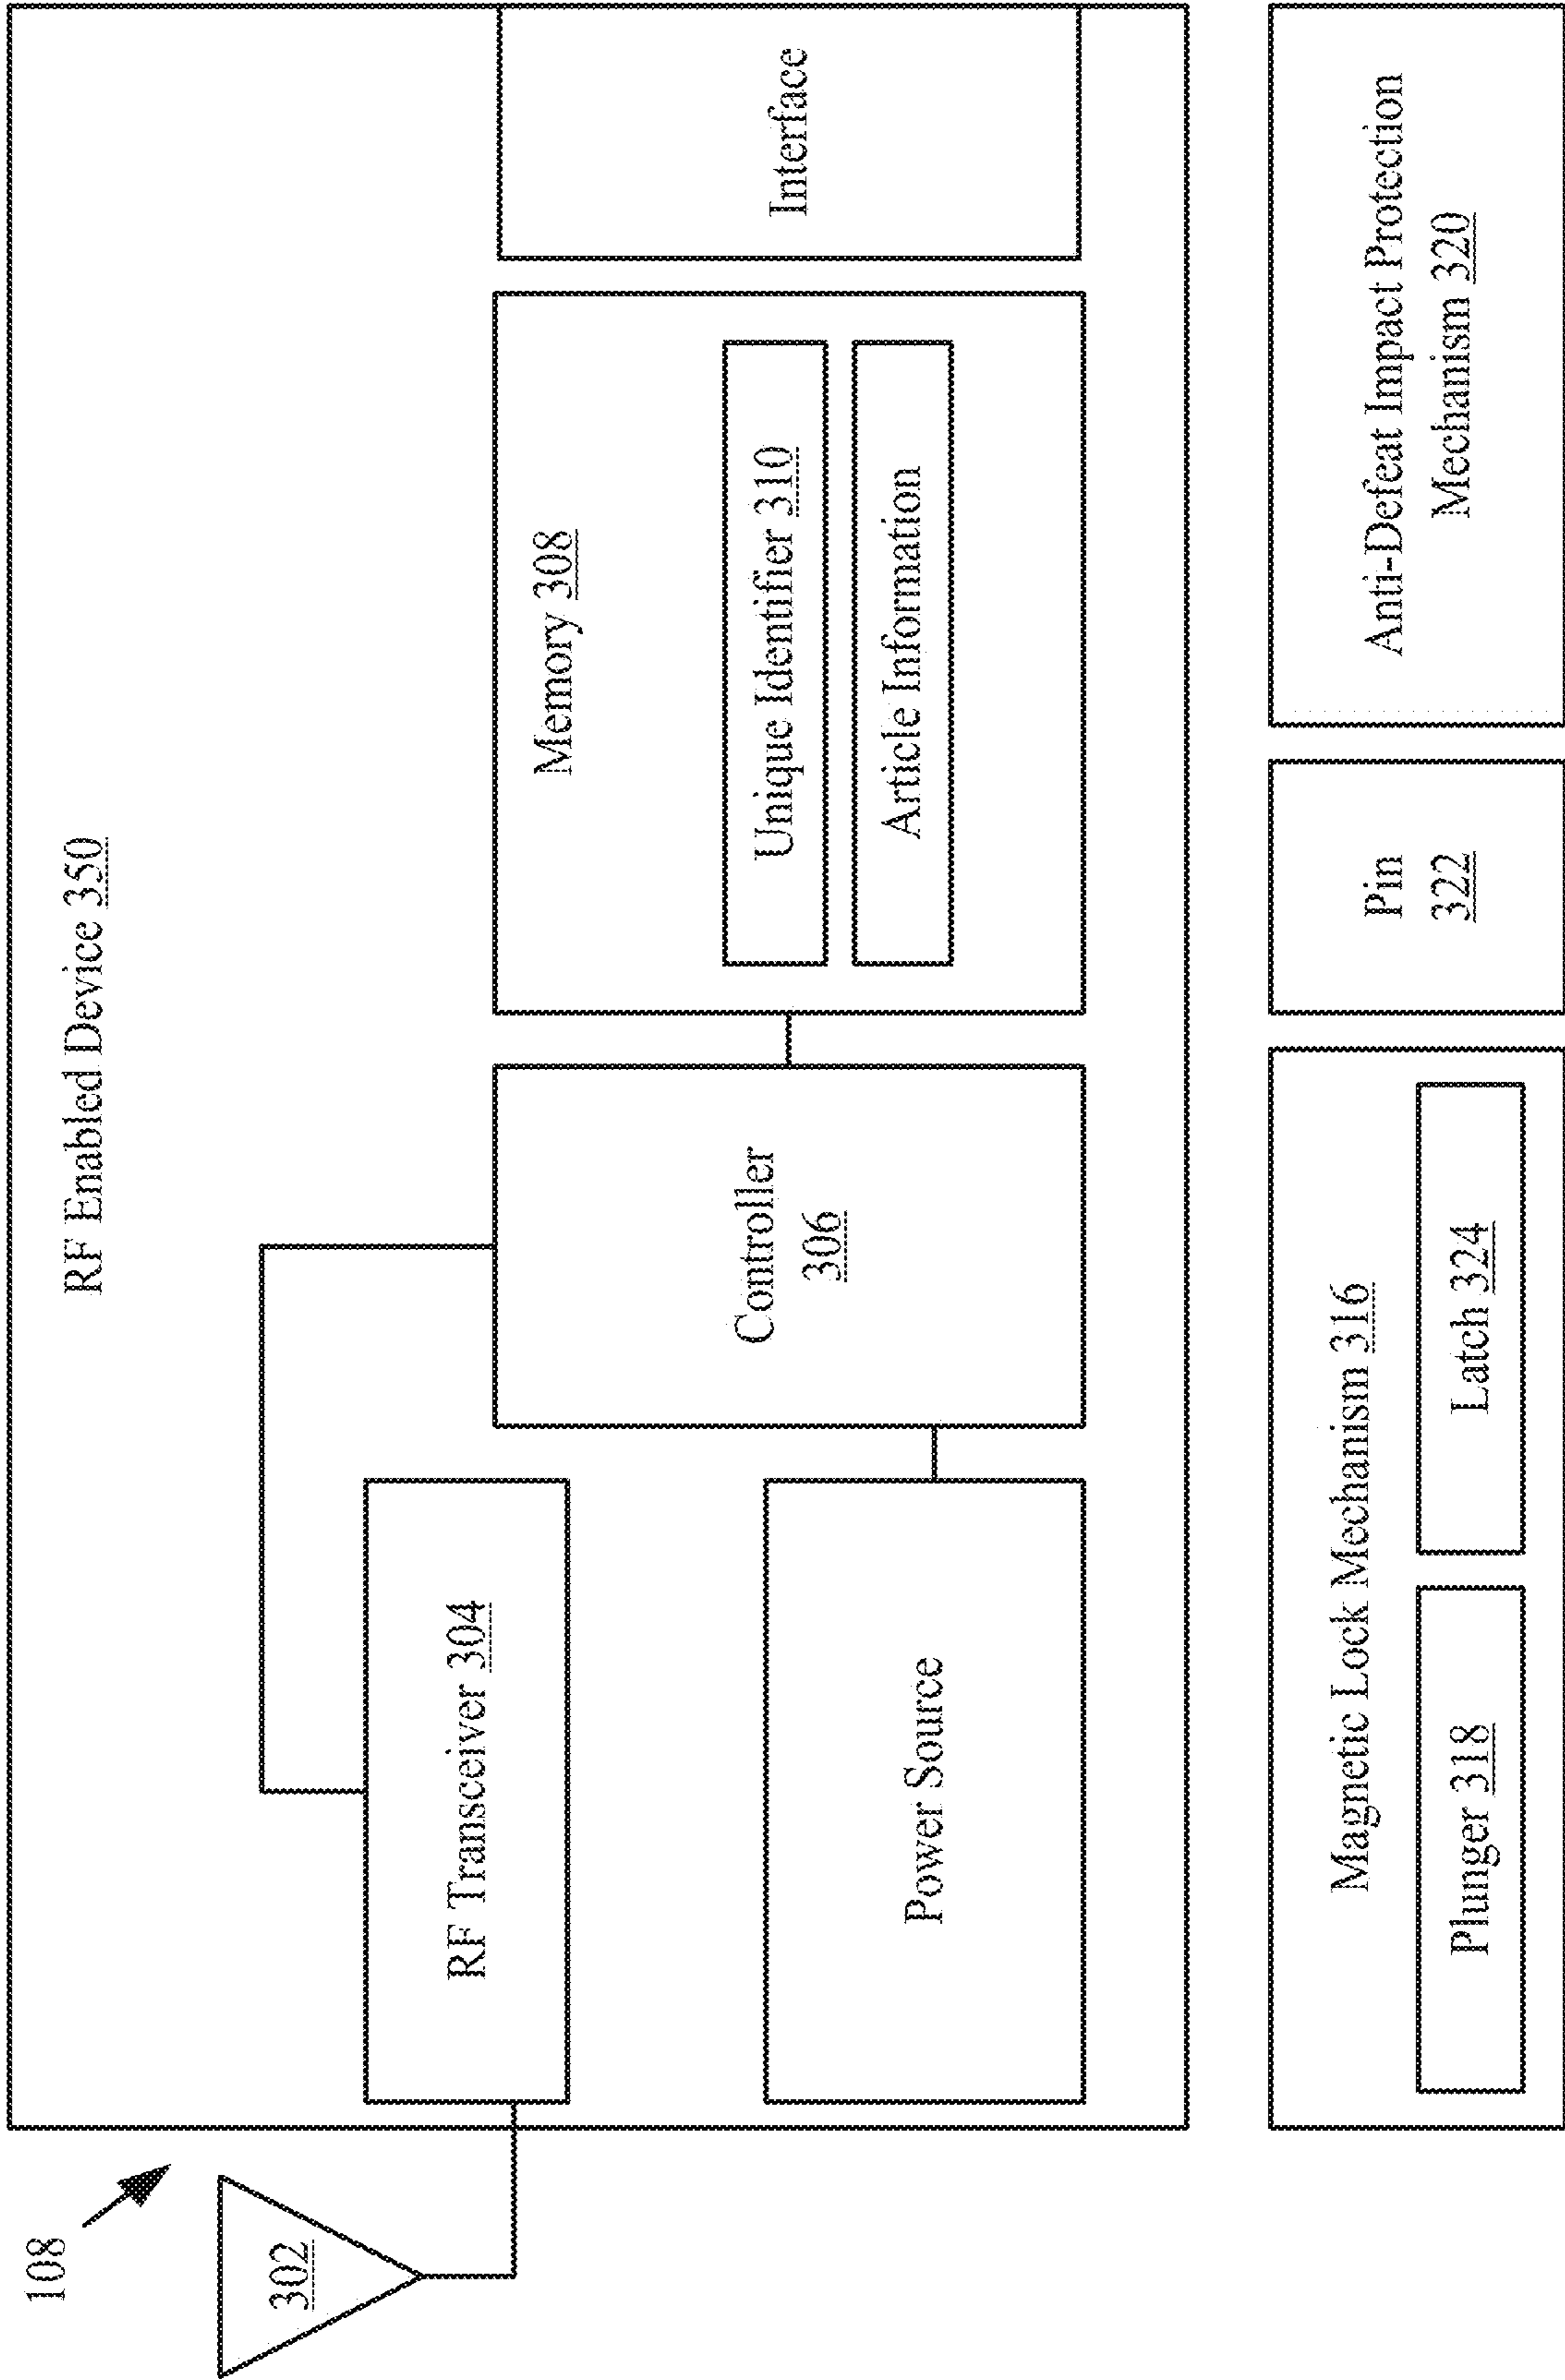 108
302
RF Enabled Device 350
RF Transceiver 304
Power Source
Controller
306
Memory 308
Unique Identifier 310
Article Information
Interface
Magnetic Lock Mechanism 316
Plunger 318
Latch 324
Pin
322
Anti-Defeat Impact Protection
Mechanism 320